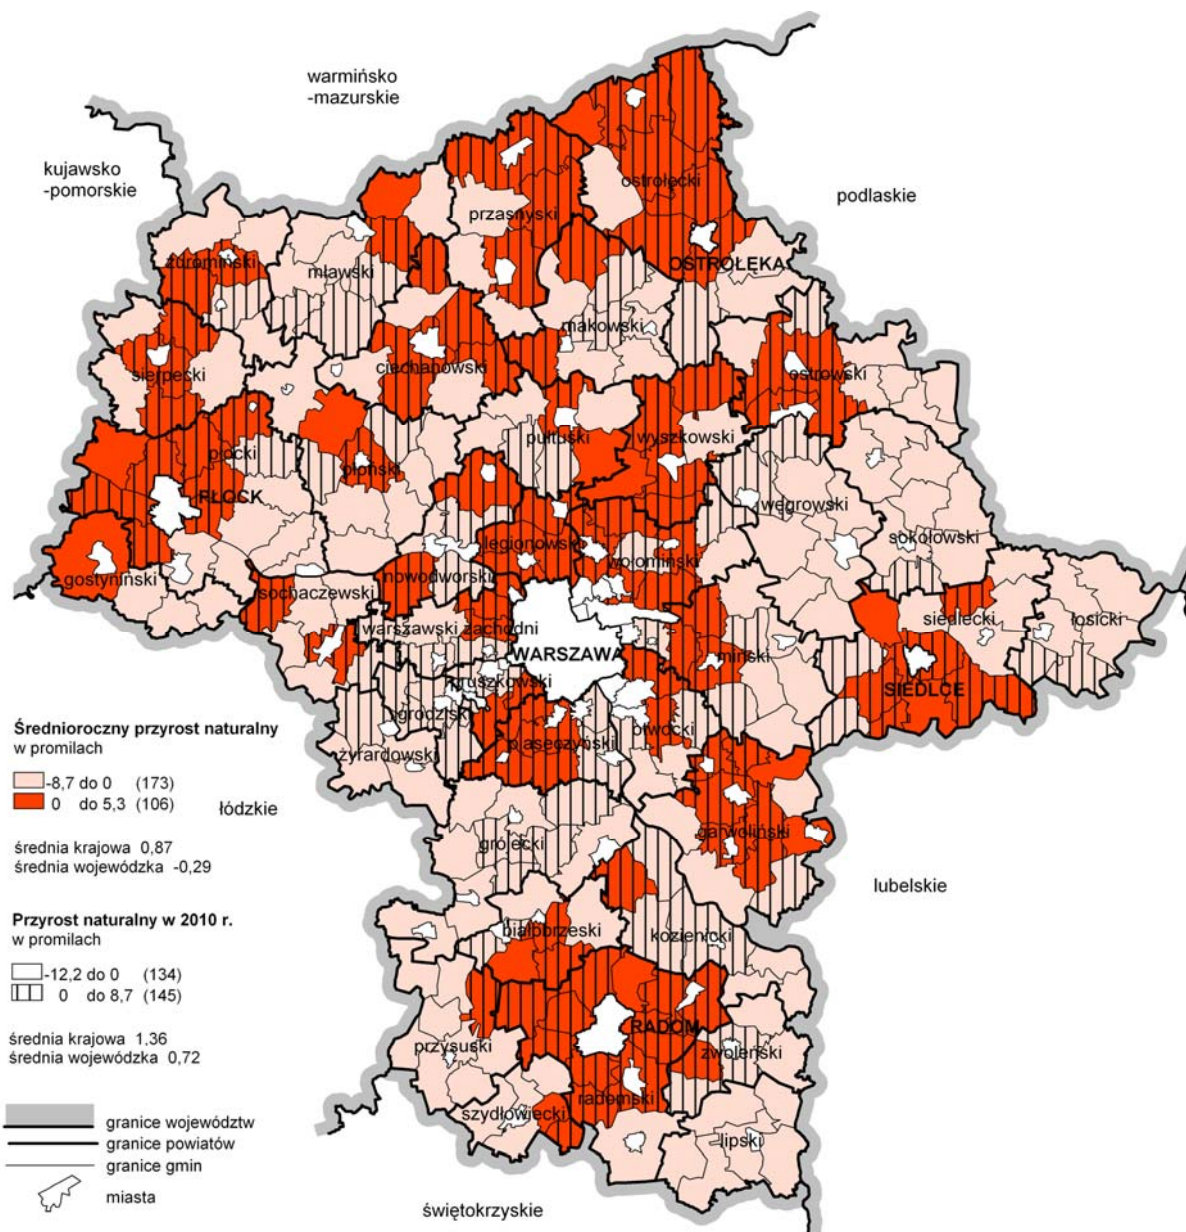 warmińsko
-mazurskie
kujawsko
-pomorskie
podlaskie
ostrołęcki
przasnyski
OSTROŁĘKA
żuromiński
mławski
makowski
sierpecki
ciechanowski
ostrowski
pułtuski
wyszkowski
płocki
płoński
PŁOCK
węgrowski
sokołowski
legionowski
wołomiński
gostyniński
nowodworski
sochaczewski
siedlecki
łosicki
warszawski zachodni
WARSZAWA
miński
pruszkowski
SIEDLCE
grodziski
otwocki
piaseczyński
żyrardowski
Średnioroczny przyrost naturalny
w promilach
-8,7 do 0 (173)
0 do 5,3 (106)
łódzkie
średnia krajowa 0,87
średnia wojewódzka -0,29
garwoliński
grójecki
lubelskie
Przyrost naturalny w 2010 r.
w promilach
-12,2 do 0 (134)
0 do 8,7 (145)
średnia krajowa 1,36
średnia wojewódzka 0,72
białobrzeski
kozienicki
RADOM
przysuski
zwoleński
radomski
szydłowiecki
lipski
granice województw
granice powiatów
granice gmin
miasta
świętokrzyskie